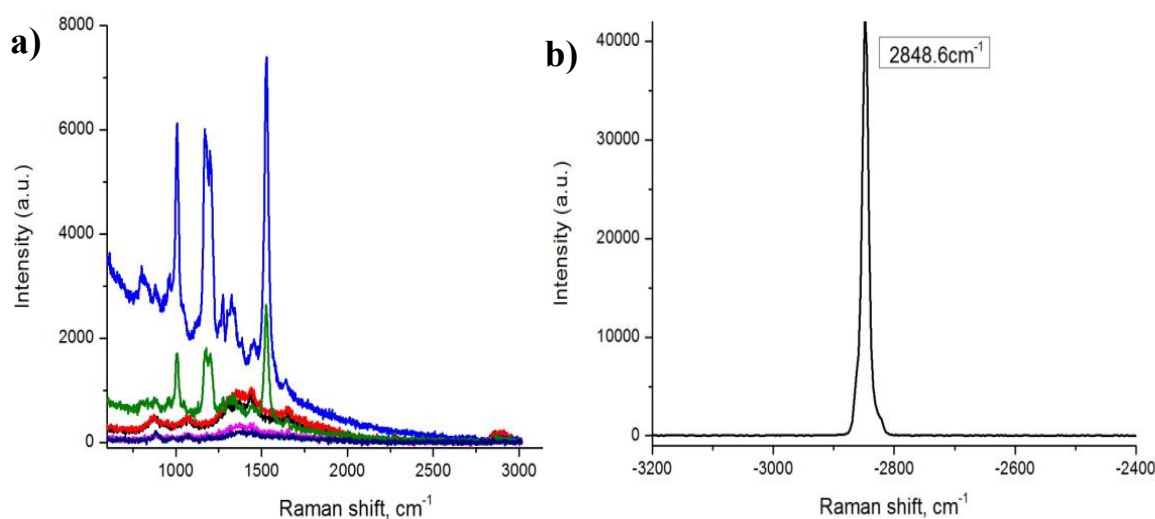 a)
8000
6000
4000
2000
0
Intensity (a.u.)
1000 1500 2000 2500 3000
Raman shift, cm⁻¹
b)
2848.6cm⁻¹
40000
30000
20000
10000
0
Intensity (a.u.)
-3200 -3000 -2800 -2600 -2400
Raman shift, cm⁻¹